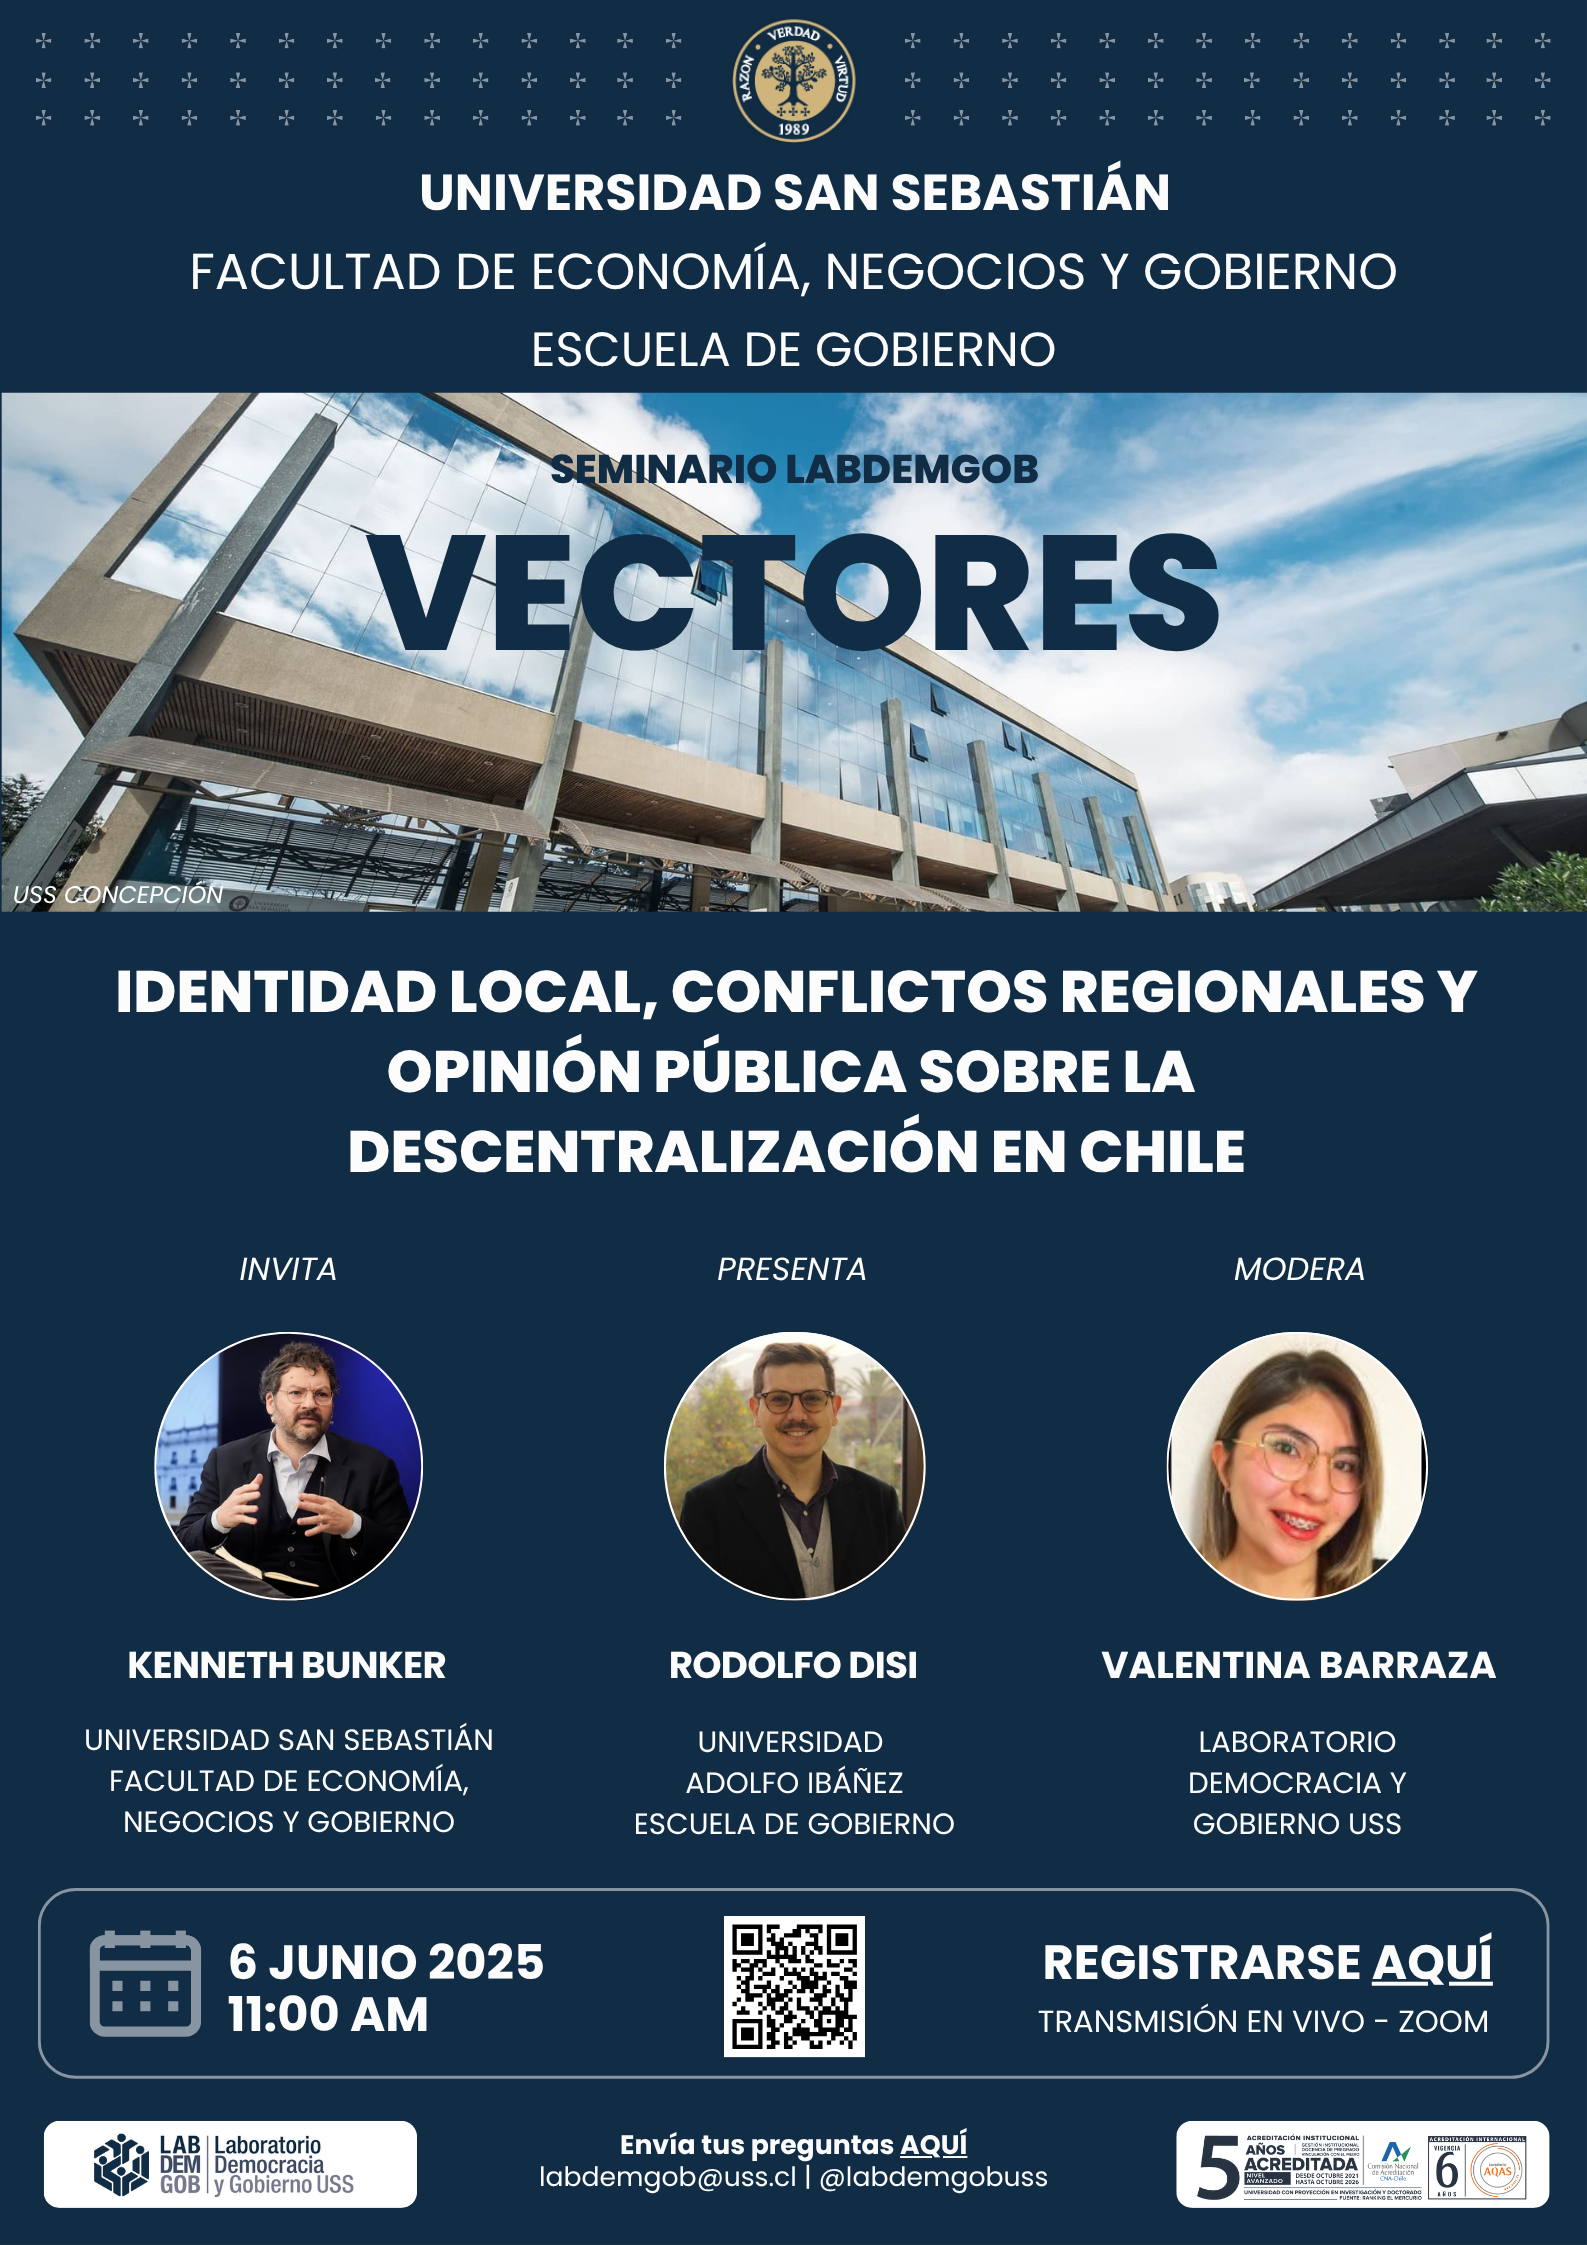 RAZON • VERDAD • VIRTUD
1989
UNIVERSIDAD SAN SEBASTIÁN
FACULTAD DE ECONOMÍA, NEGOCIOS Y GOBIERNO
ESCUELA DE GOBIERNO
SEMINARIO LABDEMGOB
VECTORES
USS CONCEPCIÓN
IDENTIDAD LOCAL, CONFLICTOS REGIONALES Y
OPINIÓN PÚBLICA SOBRE LA
DESCENTRALIZACIÓN EN CHILE
INVITA
KENNETH BUNKER
UNIVERSIDAD SAN SEBASTIÁN
FACULTAD DE ECONOMÍA,
NEGOCIOS Y GOBIERNO
PRESENTA
RODOLFO DISI
UNIVERSIDAD
ADOLFO IBÁÑEZ
ESCUELA DE GOBIERNO
MODERA
VALENTINA BARRAZA
LABORATORIO
DEMOCRACIA Y
GOBIERNO USS
6 JUNIO 2025
11:00 AM
REGISTRARSE AQUÍ
TRANSMISIÓN EN VIVO - ZOOM
LAB
DEM
GOB
Laboratorio
Democracia
y Gobierno USS
Envía tus preguntas AQUÍ
labdemgob@uss.cl | @labdemgobuss
5
AÑOS
ACREDITADA
NIVEL
AVANZADO
ACREDITACIÓN INSTITUCIONAL
GESTIÓN INSTITUCIONAL
DOCENCIA DE PREGRADO
VINCULACIÓN CON EL MEDIO
DESDE OCTUBRE 2021
HASTA OCTUBRE 2026
UNIVERSIDAD CON PROYECCIÓN EN INVESTIGACIÓN Y DOCTORADO
FUENTE: RANKING EL MERCURIO
Comisión Nacional
de Acreditación
CNA-Chile
ACREDITACIÓN INTERNACIONAL
VIGENCIA
6
AÑOS
AQAS